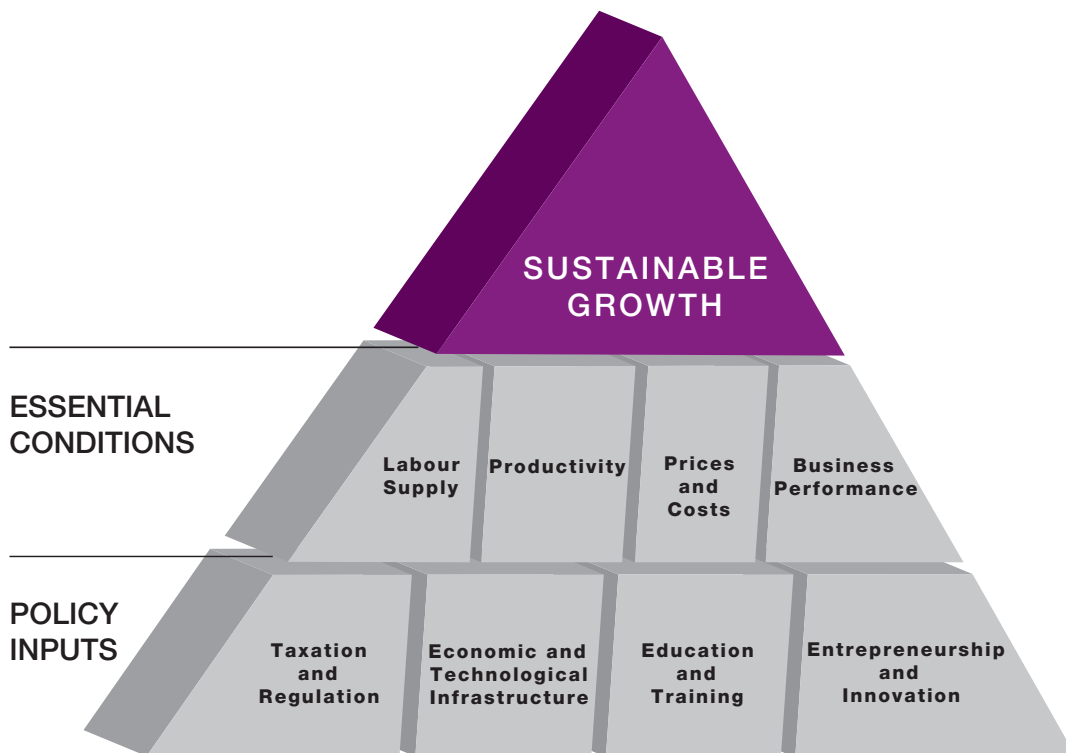 SUSTAINABLE
GROWTH
ESSENTIAL
CONDITIONS
Labour
Supply
Productivity
Prices
and
Costs
Business
Performance
POLICY
INPUTS
Taxation
and
Regulation
Economic and
Technological
Infrastructure
Education
and
Training
Entrepreneurship
and
Innovation